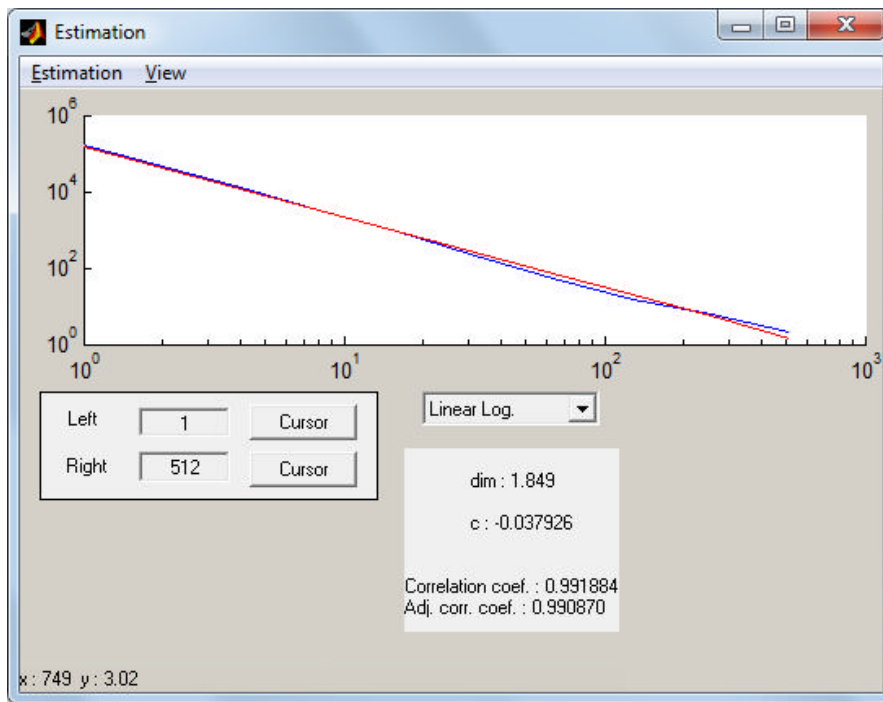 Estimation
Estimation View
10^6
10^4
10^2
10^0
10^0 10^1 10^2 10^3
Left 1 Cursor
Right 512 Cursor
Linear Log.
dim : 1.849
c : -0.037926
Correlation coef. : 0.991884
Adj. corr. coef. : 0.990870
x : 749 y : 3.02